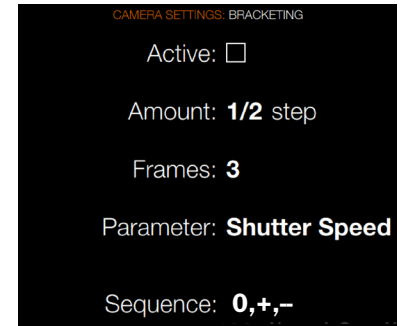 CAMERA SETTINGS: BRACKETING
Active:
Amount: 1/2 step
Frames: 3
Parameter: Shutter Speed
Sequence: 0,+,--